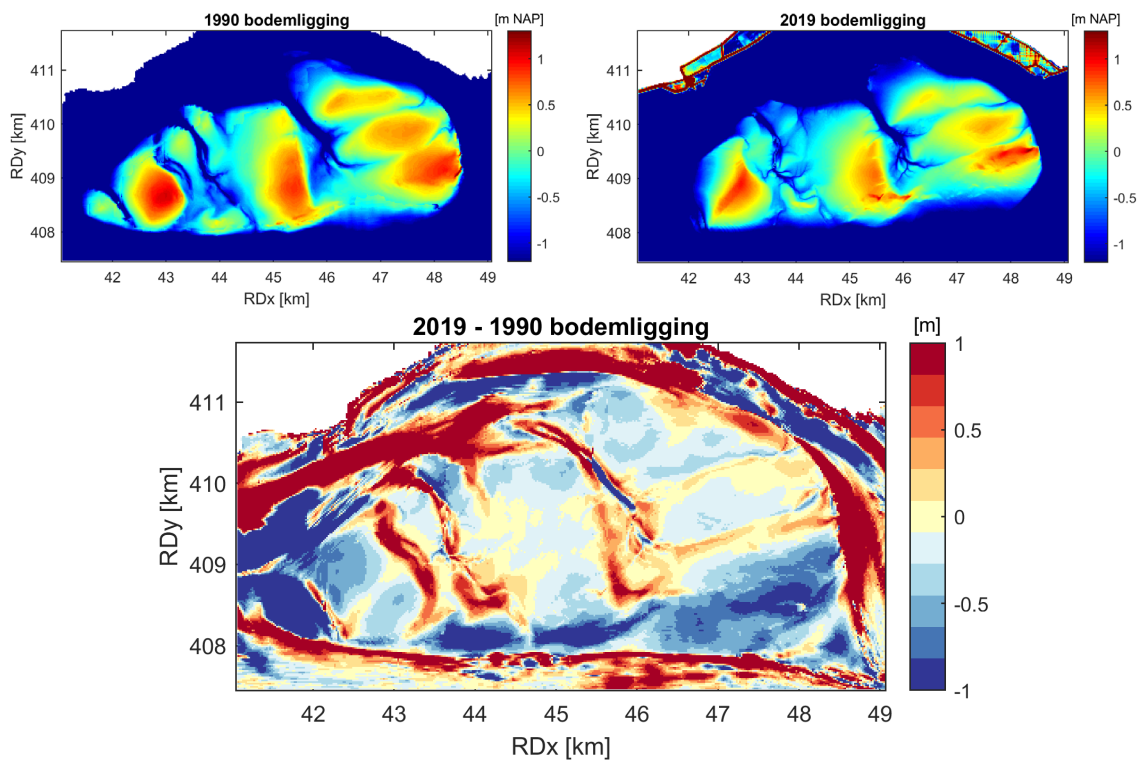 1990 bodemligging
[m NAP]
411
410
409
408
RDy [km]
42 43 44 45 46 47 48 49
RDx [km]
0.5
0
-0.5
-1
2019 bodemligging
[m NAP]
411
410
409
408
RDy [km]
42 43 44 45 46 47 48 49
RDx [km]
0.5
0
-0.5
-1
2019 - 1990 bodemligging
[m]
411
410
409
408
RDy [km]
42 43 44 45 46 47 48 49
RDx [km]
1
0.5
0
-0.5
-1